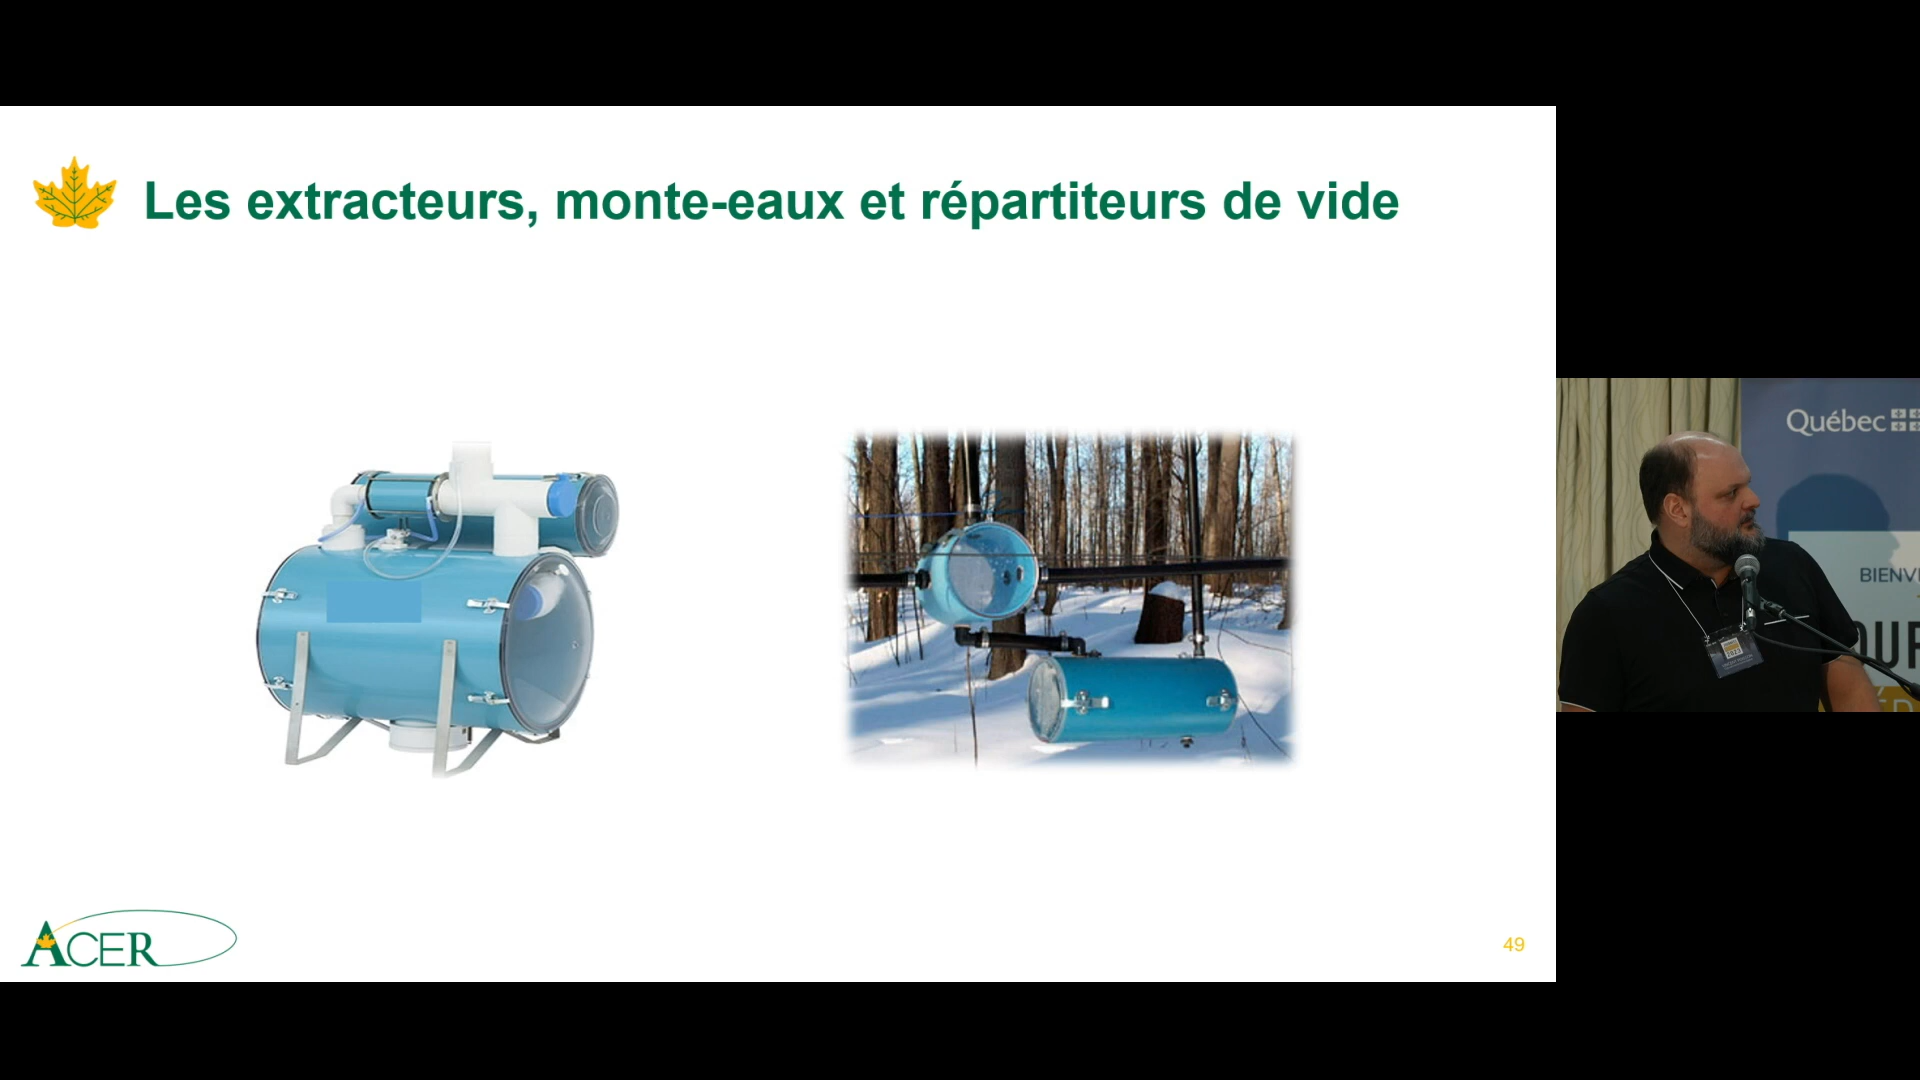 Les extracteurs, monte-eaux et répartiteurs de vide
ACER
49
Québec
BIENV